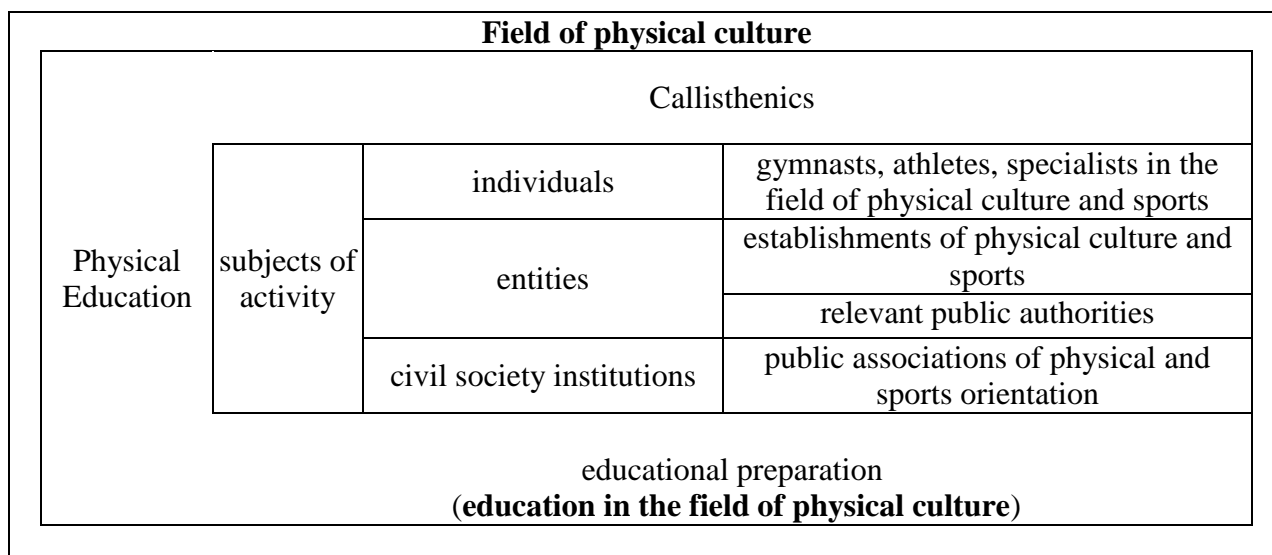 Field of physical culture
Callisthenics
Physical
Education
subjects of
activity
individuals
gymnasts, athletes, specialists in the
field of physical culture and sports
entities
establishments of physical culture and
sports
relevant public authorities
civil society institutions
public associations of physical and
sports orientation
educational preparation
(education in the field of physical culture)